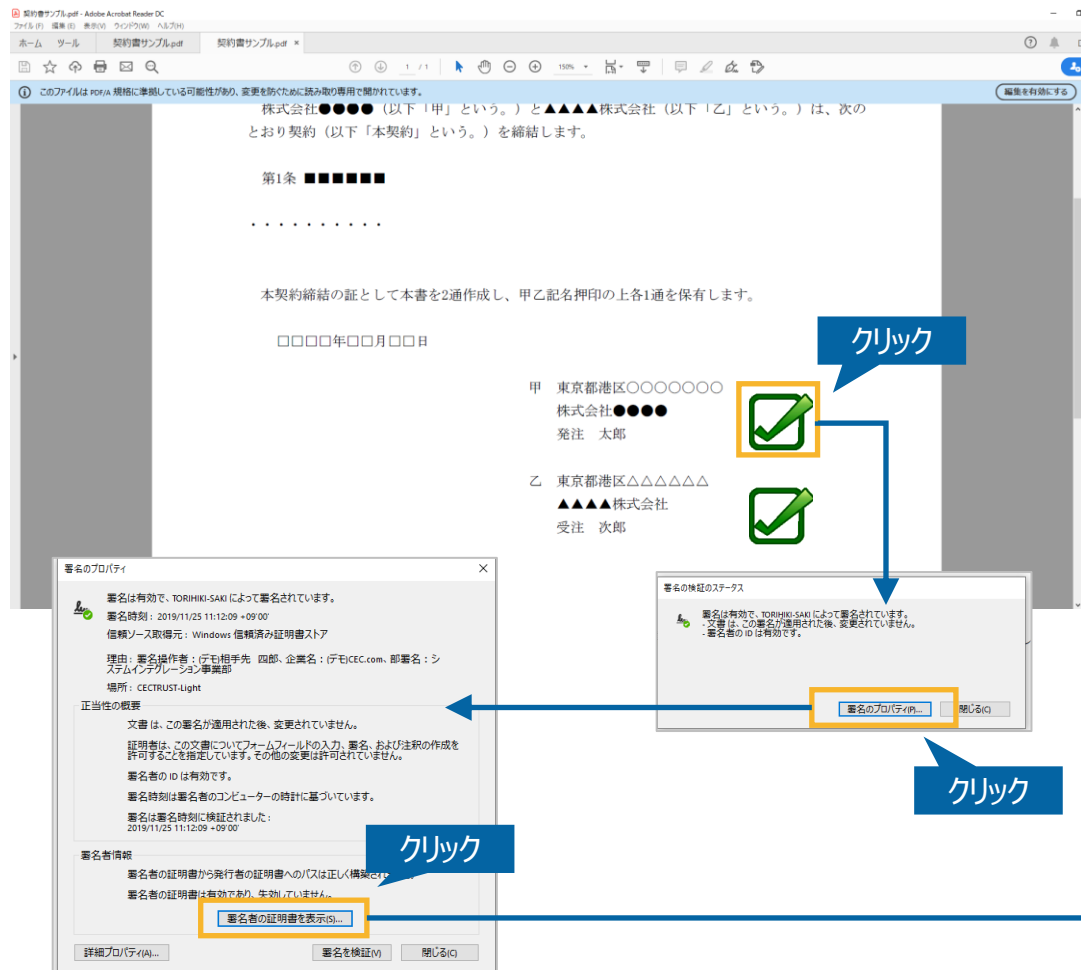 契約書サンプル.pdf - Adobe Acrobat Reader DC
ファイル(F) 編集(E) 表示(V) ウィンドウ(W) ヘルプ(H)
ホーム ツール 契約書サンプル.pdf 契約書サンプル.pdf ×
1 / 1 150%
このファイルは PDF/A 規格に準拠している可能性があり、変更を防ぐために読み取り専用で開かれています。 編集を有効にする
株式会社●●●●（以下「甲」という。）と▲▲▲▲株式会社（以下「乙」という。）は、次の
とおり契約（以下「本契約」という。）を締結します。
第1条 ■■■■■■
・・・・・・・・・・
本契約締結の証として本書を2通作成し、甲乙記名押印の上各1通を保有します。
□□□□年□□月□□日
クリック
甲 東京都港区○○○○○○○
株式会社●●●●
発注 太郎
乙 東京都港区△△△△△△
▲▲▲▲株式会社
受注 次郎
署名の検証のステータス
署名は有効で、TORIHIKI-SAKI によって署名されています。
- 文書 は、この署名が適用された後、変更されていません。
- 署名者の ID は有効です。
署名のプロパティ(P)... 閉じる(C)
クリック
署名のプロパティ ×
署名は有効で、TORIHIKI-SAKI によって署名されています。
署名時刻： 2019/11/25 11:12:09 +09'00'
信頼ソース取得元： Windows 信頼済み証明書ストア
理由： 署名操作者：(デモ)相手先 四郎、企業名：(デモ)CEC.com、部署名：シ
ステムインテグレーション事業部
場所： CECTRUST-Light
正当性の概要
文書 は、この署名が適用された後、変更されていません。
証明者は、この文書についてフォームフィールドの入力、署名、および注釈の作成を
許可することを指定しています。その他の変更は許可されていません。
署名者の ID は有効です。
署名時刻は署名者のコンピューターの時計に基づいています。
署名は署名時刻に検証されました：
2019/11/25 11:12:09 +09'00'
クリック
署名者情報
署名者の証明書から発行者の証明書へのパスは正しく構築され
署名者の証明書は有効であり、失効していません。
署名者の証明書を表示(S)...
詳細プロパティ(A)... 署名を検証(V) 閉じる(C)